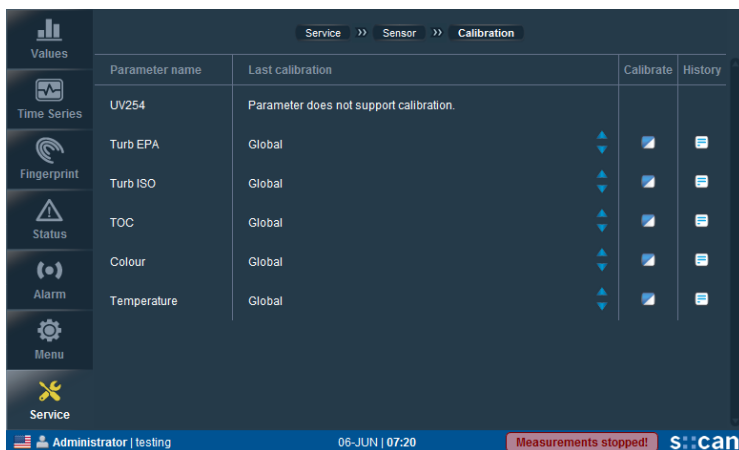 Service >> Sensor >> Calibration
Values
Parameter name Last calibration Calibrate History
UV254 Parameter does not support calibration.
Time Series
Turb EPA Global
Fingerprint
Turb ISO Global
TOC Global
Status
Colour Global
Alarm
Temperature Global
Menu
Service
Administrator | testing 06-JUN | 07:20 Measurements stopped! s::can